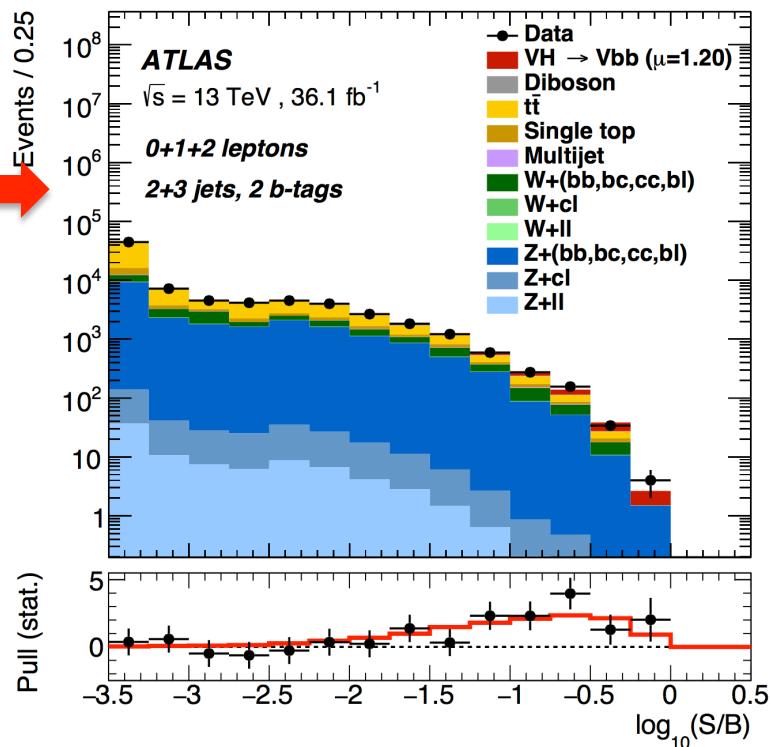 Events / 0.25
10⁸
10⁷
10⁶
10⁵
10⁴
10³
10²
10
1
ATLAS
√s = 13 TeV , 36.1 fb⁻¹
0+1+2 leptons
2+3 jets, 2 b-tags
Data
VH → Vbb (μ=1.20)
Diboson
tt̄
Single top
Multijet
W+(bb,bc,cc,bl)
W+cl
W+ll
Z+(bb,bc,cc,bl)
Z+cl
Z+ll
Pull (stat.)
5
0
−3.5 −3 −2.5 −2 −1.5 −1 −0.5 0 0.5
log₁₀(S/B)